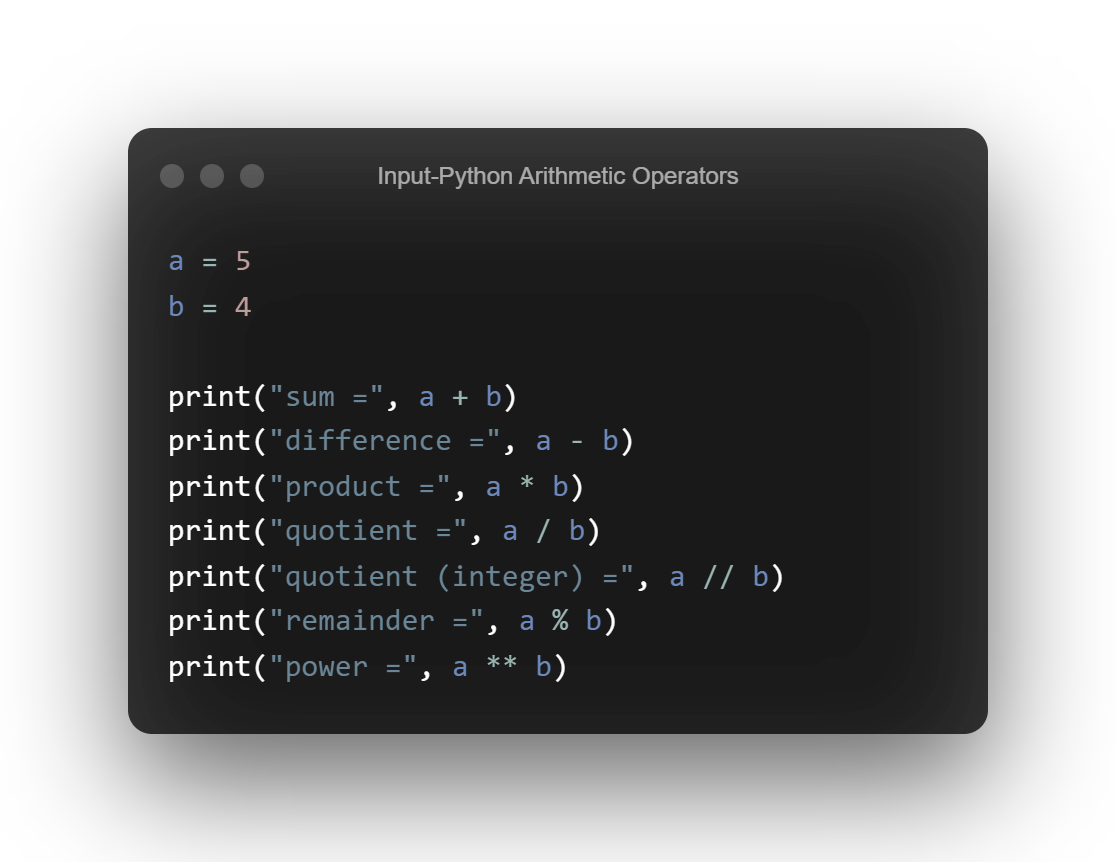 Input-Python Arithmetic Operators
a = 5
b = 4
print("sum =", a + b)
print("difference =", a - b)
print("product =", a * b)
print("quotient =", a / b)
print("quotient (integer) =", a // b)
print("remainder =", a % b)
print("power =", a ** b)